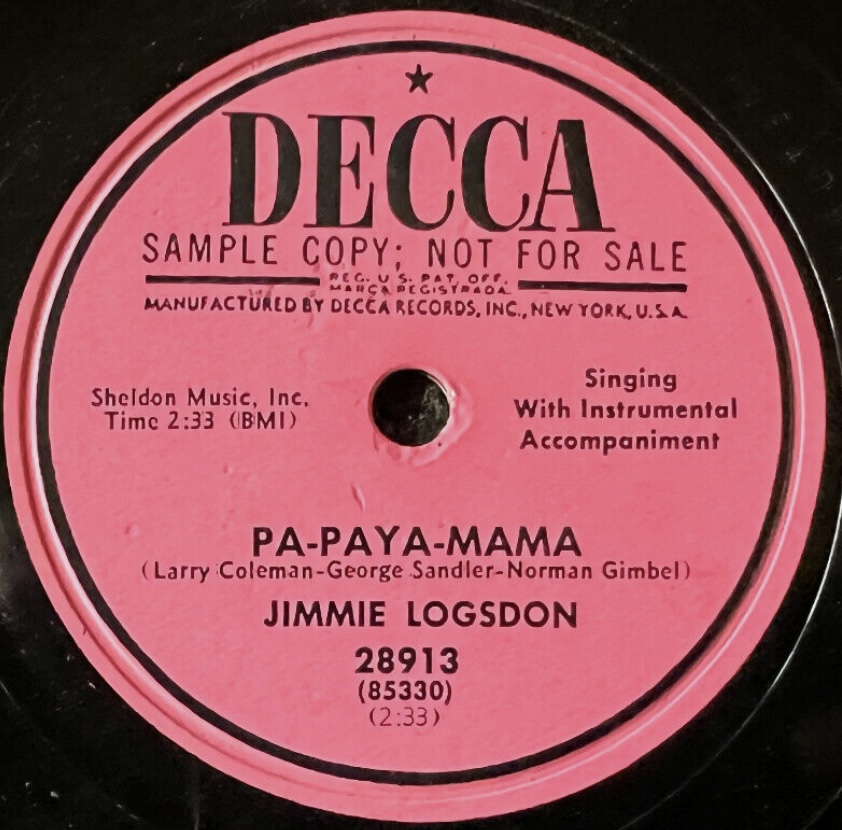 DECCA
SAMPLE COPY; NOT FOR SALE
REG. U.S. PAT. OFF.
MARCA REGISTRADA
MANUFACTURED BY DECCA RECORDS, INC., NEW YORK, U.S.A.
Sheldon Music, Inc.
Time 2:33 (BMI)
Singing
With Instrumental
Accompaniment
PA-PAYA-MAMA
(Larry Coleman-George Sandler-Norman Gimbel)
JIMMIE LOGSDON
28913
(85330)
(2:33)